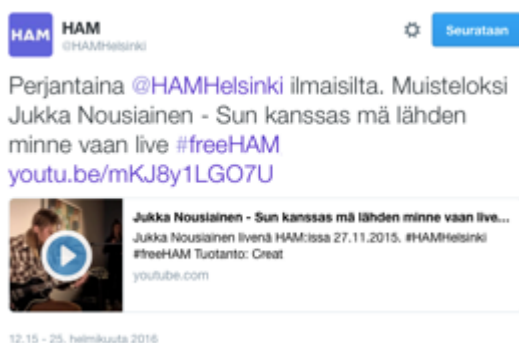 HAM
HAM
@HAMHelsinki
Seurataan
Perjantaina @HAMHelsinki ilmaisilta. Muisteloksi
Jukka Nousiainen - Sun kanssas mä lähden
minne vaan live #freeHAM
youtu.be/mKJ8y1LGO7U
Jukka Nousiainen - Sun kanssas mä lähden minne vaan live...
Jukka Nousiainen livenä HAM:issa 27.11.2015. #HAMHelsinki
#freeHAM Tuotanto: Creat
youtube.com
12.15 - 25. helmikuuta 2016